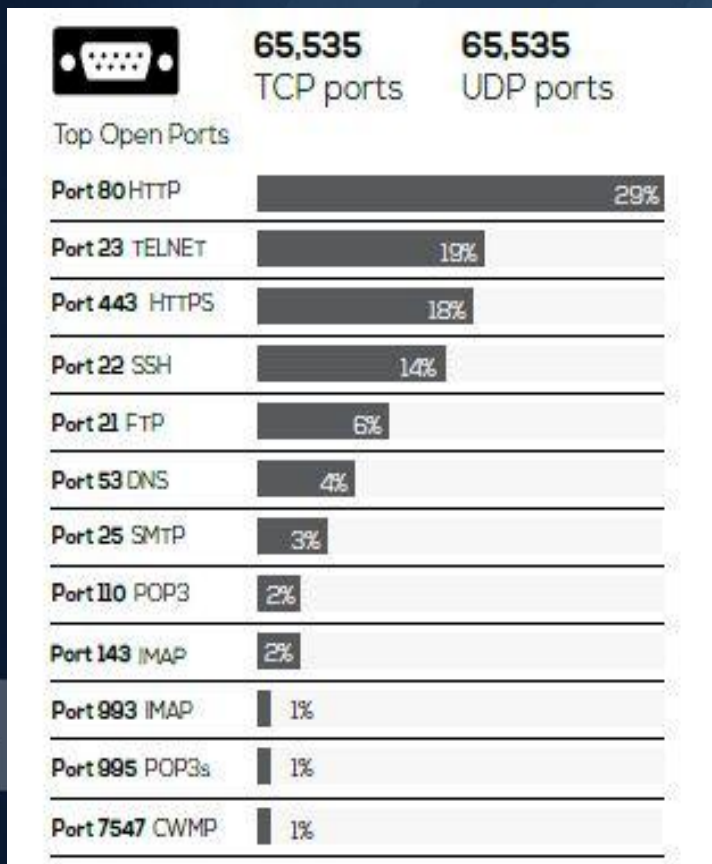 65,535 65,535
TCP ports UDP ports
Top Open Ports
Port 80 HTTP 29%
Port 23 TELNET 19%
Port 443 HTTPS 18%
Port 22 SSH 14%
Port 21 FTP 6%
Port 53 DNS 4%
Port 25 SMTP 3%
Port 110 POP3 2%
Port 143 IMAP 2%
Port 993 IMAP 1%
Port 995 POP3s 1%
Port 7547 CWMP 1%